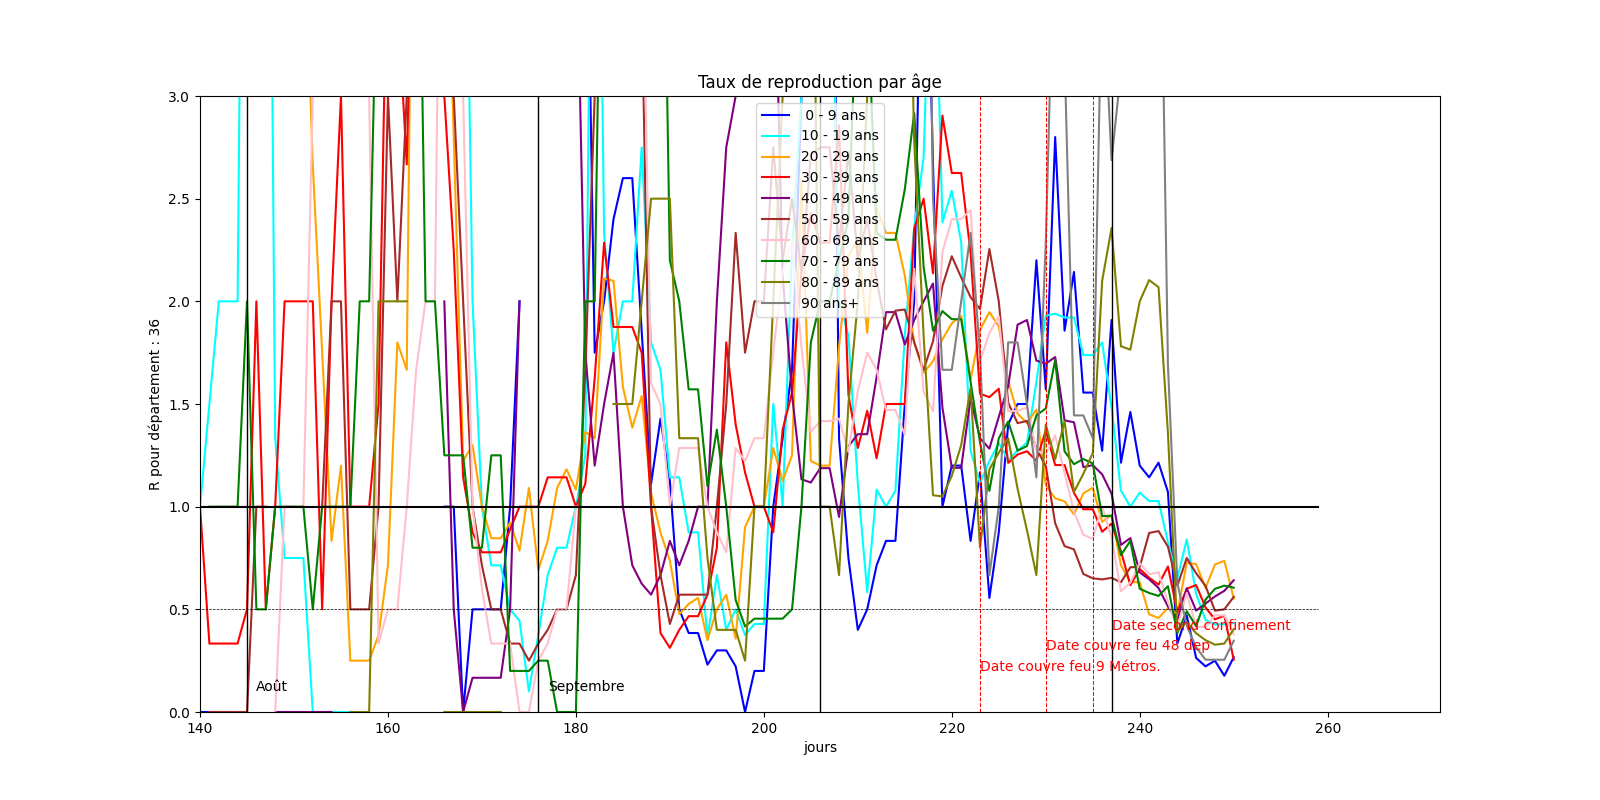 Taux de reproduction par âge
R pour département : 36
3.0
2.5
2.0
1.5
1.0
0.5
0.0
0 - 9 ans
10 - 19 ans
20 - 29 ans
30 - 39 ans
40 - 49 ans
50 - 59 ans
60 - 69 ans
70 - 79 ans
80 - 89 ans
90 ans+
Date second confinement
Date couvre feu 48 dep
Date couvre feu 9 Métros.
Août
Septembre
140
160
180
200
220
240
260
jours